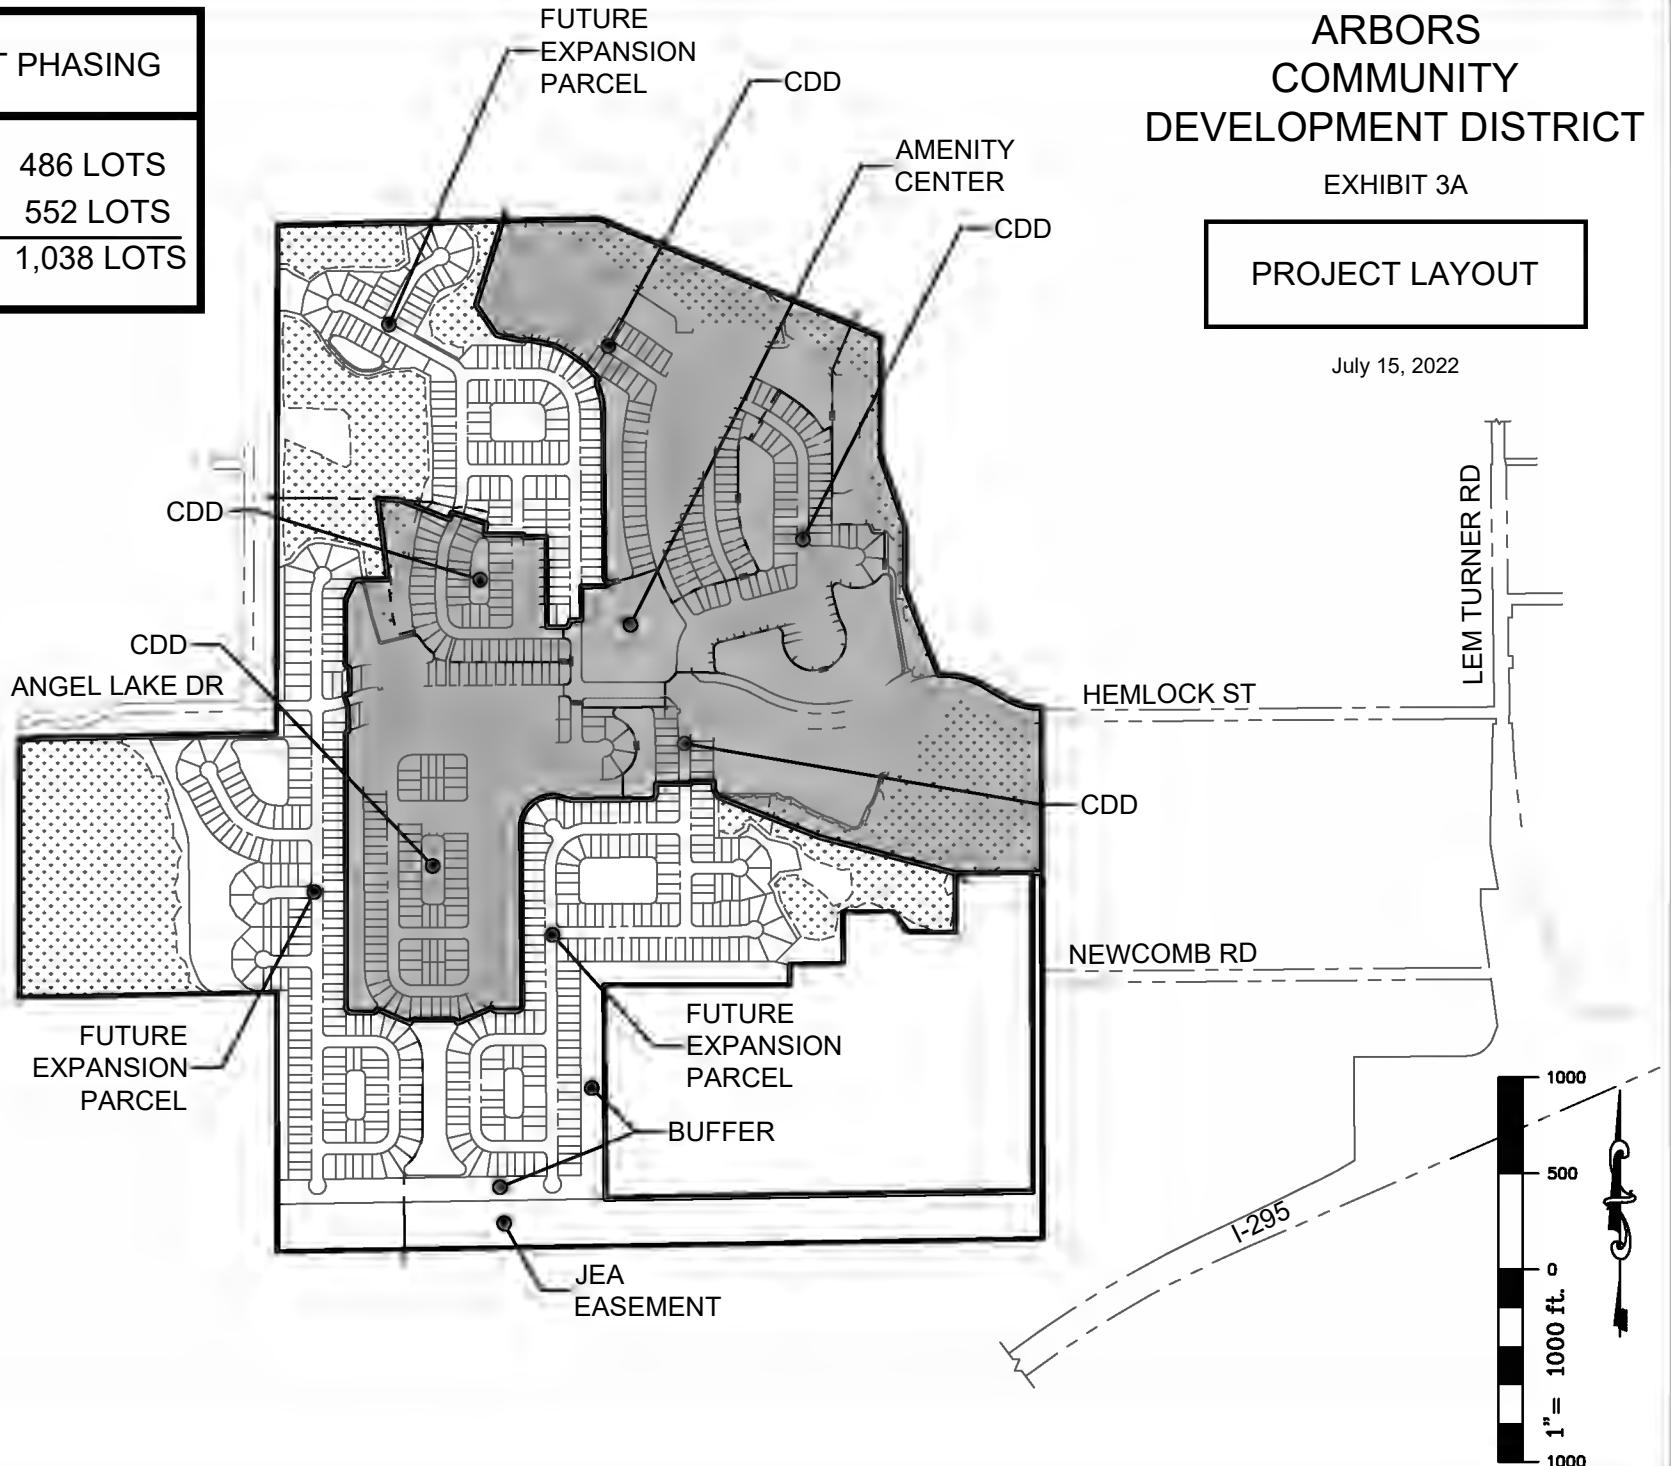 T PHASING
486 LOTS
552 LOTS
1,038 LOTS
FUTURE
EXPANSION
PARCEL
CDD
AMENITY
CENTER
CDD
ARBORS
COMMUNITY
DEVELOPMENT DISTRICT
EXHIBIT 3A
PROJECT LAYOUT
July 15, 2022
CDD
CDD
ANGEL LAKE DR
LEM TURNER RD
HEMLOCK ST
CDD
NEWCOMB RD
FUTURE
EXPANSION
PARCEL
FUTURE
EXPANSION
PARCEL
BUFFER
JEA
EASEMENT
I-295
1000
500
0
1"= 1000 ft.
1000